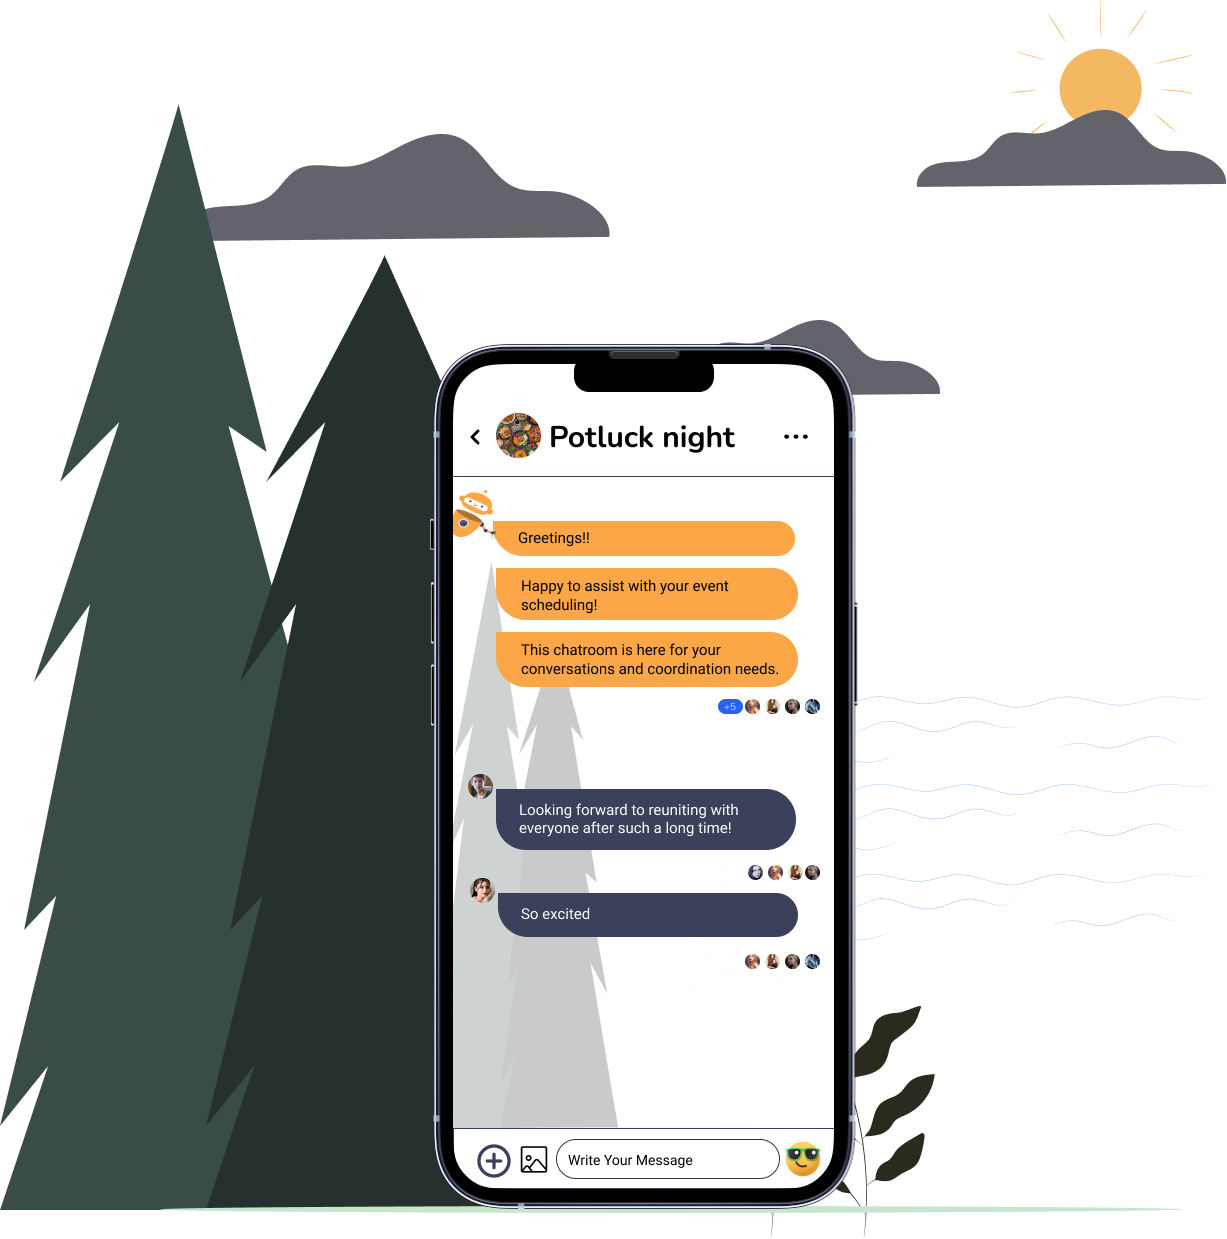 Potluck night
Greetings!!
Happy to assist with your event
scheduling!
This chatroom is here for your
conversations and coordination needs.
+5
Looking forward to reuniting with
everyone after such a long time!
So excited
Write Your Message